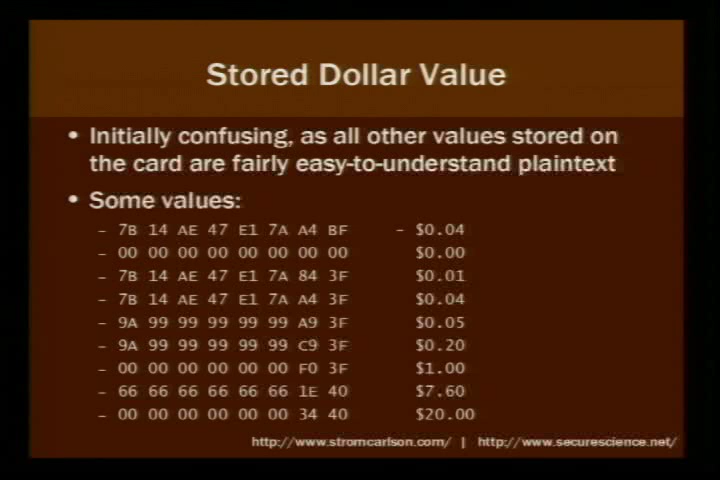 Stored Dollar Value
• Initially confusing, as all other values stored on
the card are fairly easy-to-understand plaintext
• Some values:
– 7B 14 AE 47 E1 7A A4 BF - $0.04
– 00 00 00 00 00 00 00 00 $0.00
– 7B 14 AE 47 E1 7A 84 3F $0.01
– 7B 14 AE 47 E1 7A A4 3F $0.04
– 9A 99 99 99 99 99 A9 3F $0.05
– 9A 99 99 99 99 99 C9 3F $0.20
– 00 00 00 00 00 00 F0 3F $1.00
– 66 66 66 66 66 66 1E 40 $7.60
– 00 00 00 00 00 00 34 40 $20.00
http://www.stromcarlson.com/ | http://www.securescience.net/